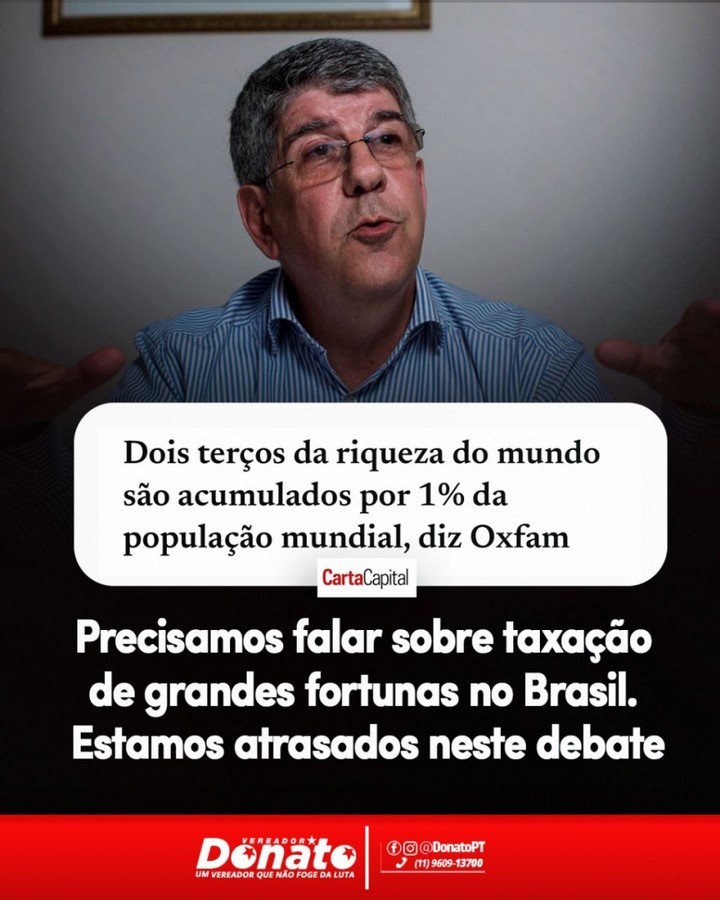 Dois terços da riqueza do mundo
são acumulados por 1% da
população mundial, diz Oxfam
CartaCapital
Precisamos falar sobre taxação
de grandes fortunas no Brasil.
Estamos atrasados neste debate
VEREADOR
Donato
UM VEREADOR QUE NÃO FOGE DA LUTA
@DonatoPT
(11) 9609-13700